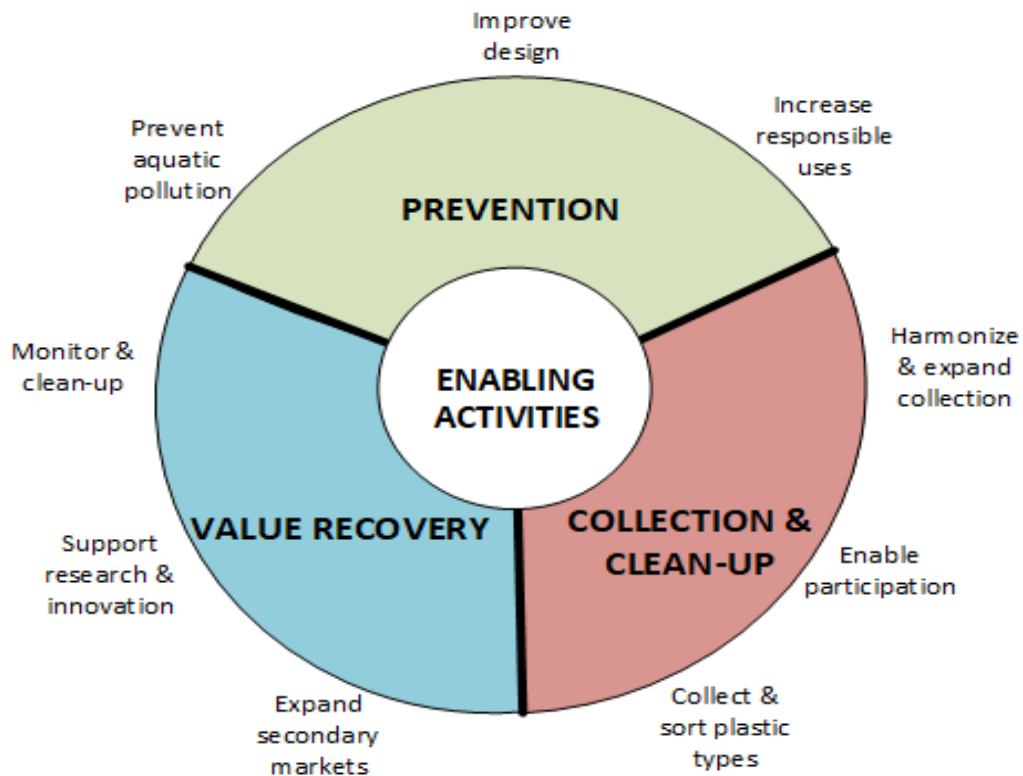 Improve
design
Increase
responsible
uses
Prevent
aquatic
pollution
PREVENTION
Harmonize
& expand
collection
Monitor &
clean-up
ENABLING
ACTIVITIES
VALUE RECOVERY
COLLECTION &
CLEAN-UP
Support
research &
innovation
Enable
participation
Expand
secondary
markets
Collect &
sort plastic
types